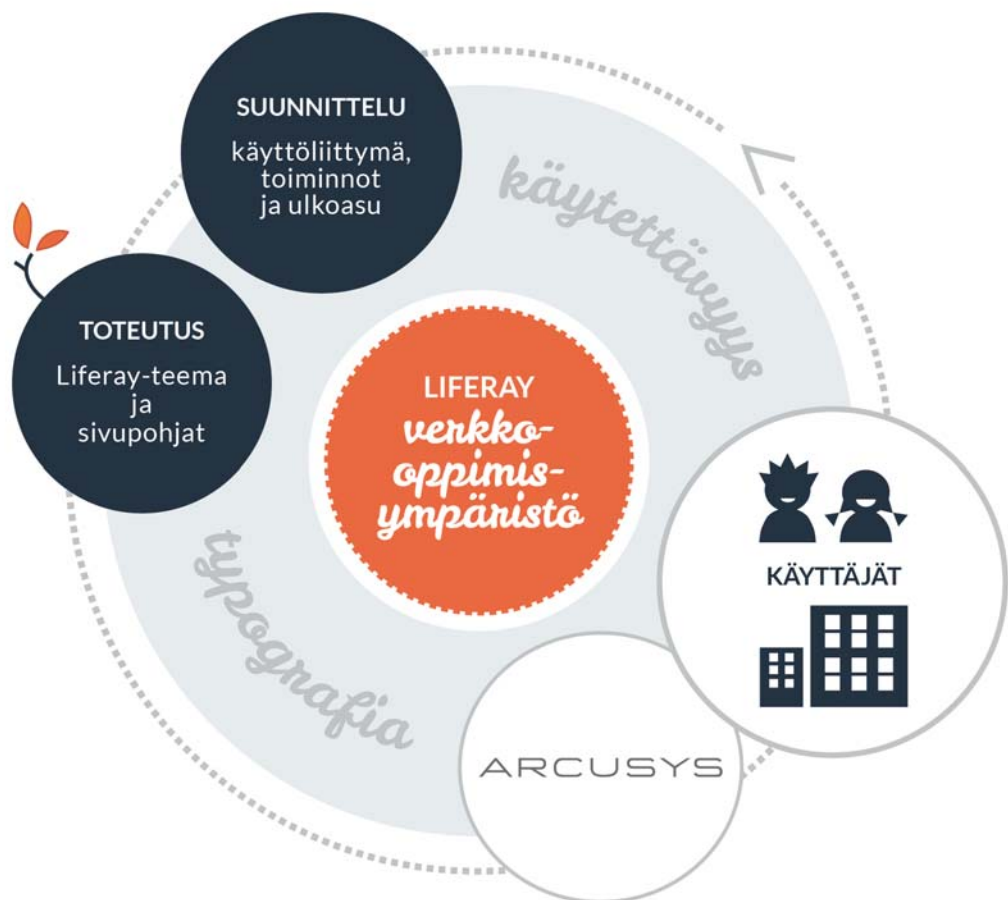 SUUNNITTELU
käyttöliittymä,
toiminnot
ja ulkoasu
käytettävyys
TOTEUTUS
Liferay-teema
ja
sivupohjat
LIFERAY
verkko-
oppimis-
ympäristö
KÄYTTÄJÄT
typografia
ARCUSYS